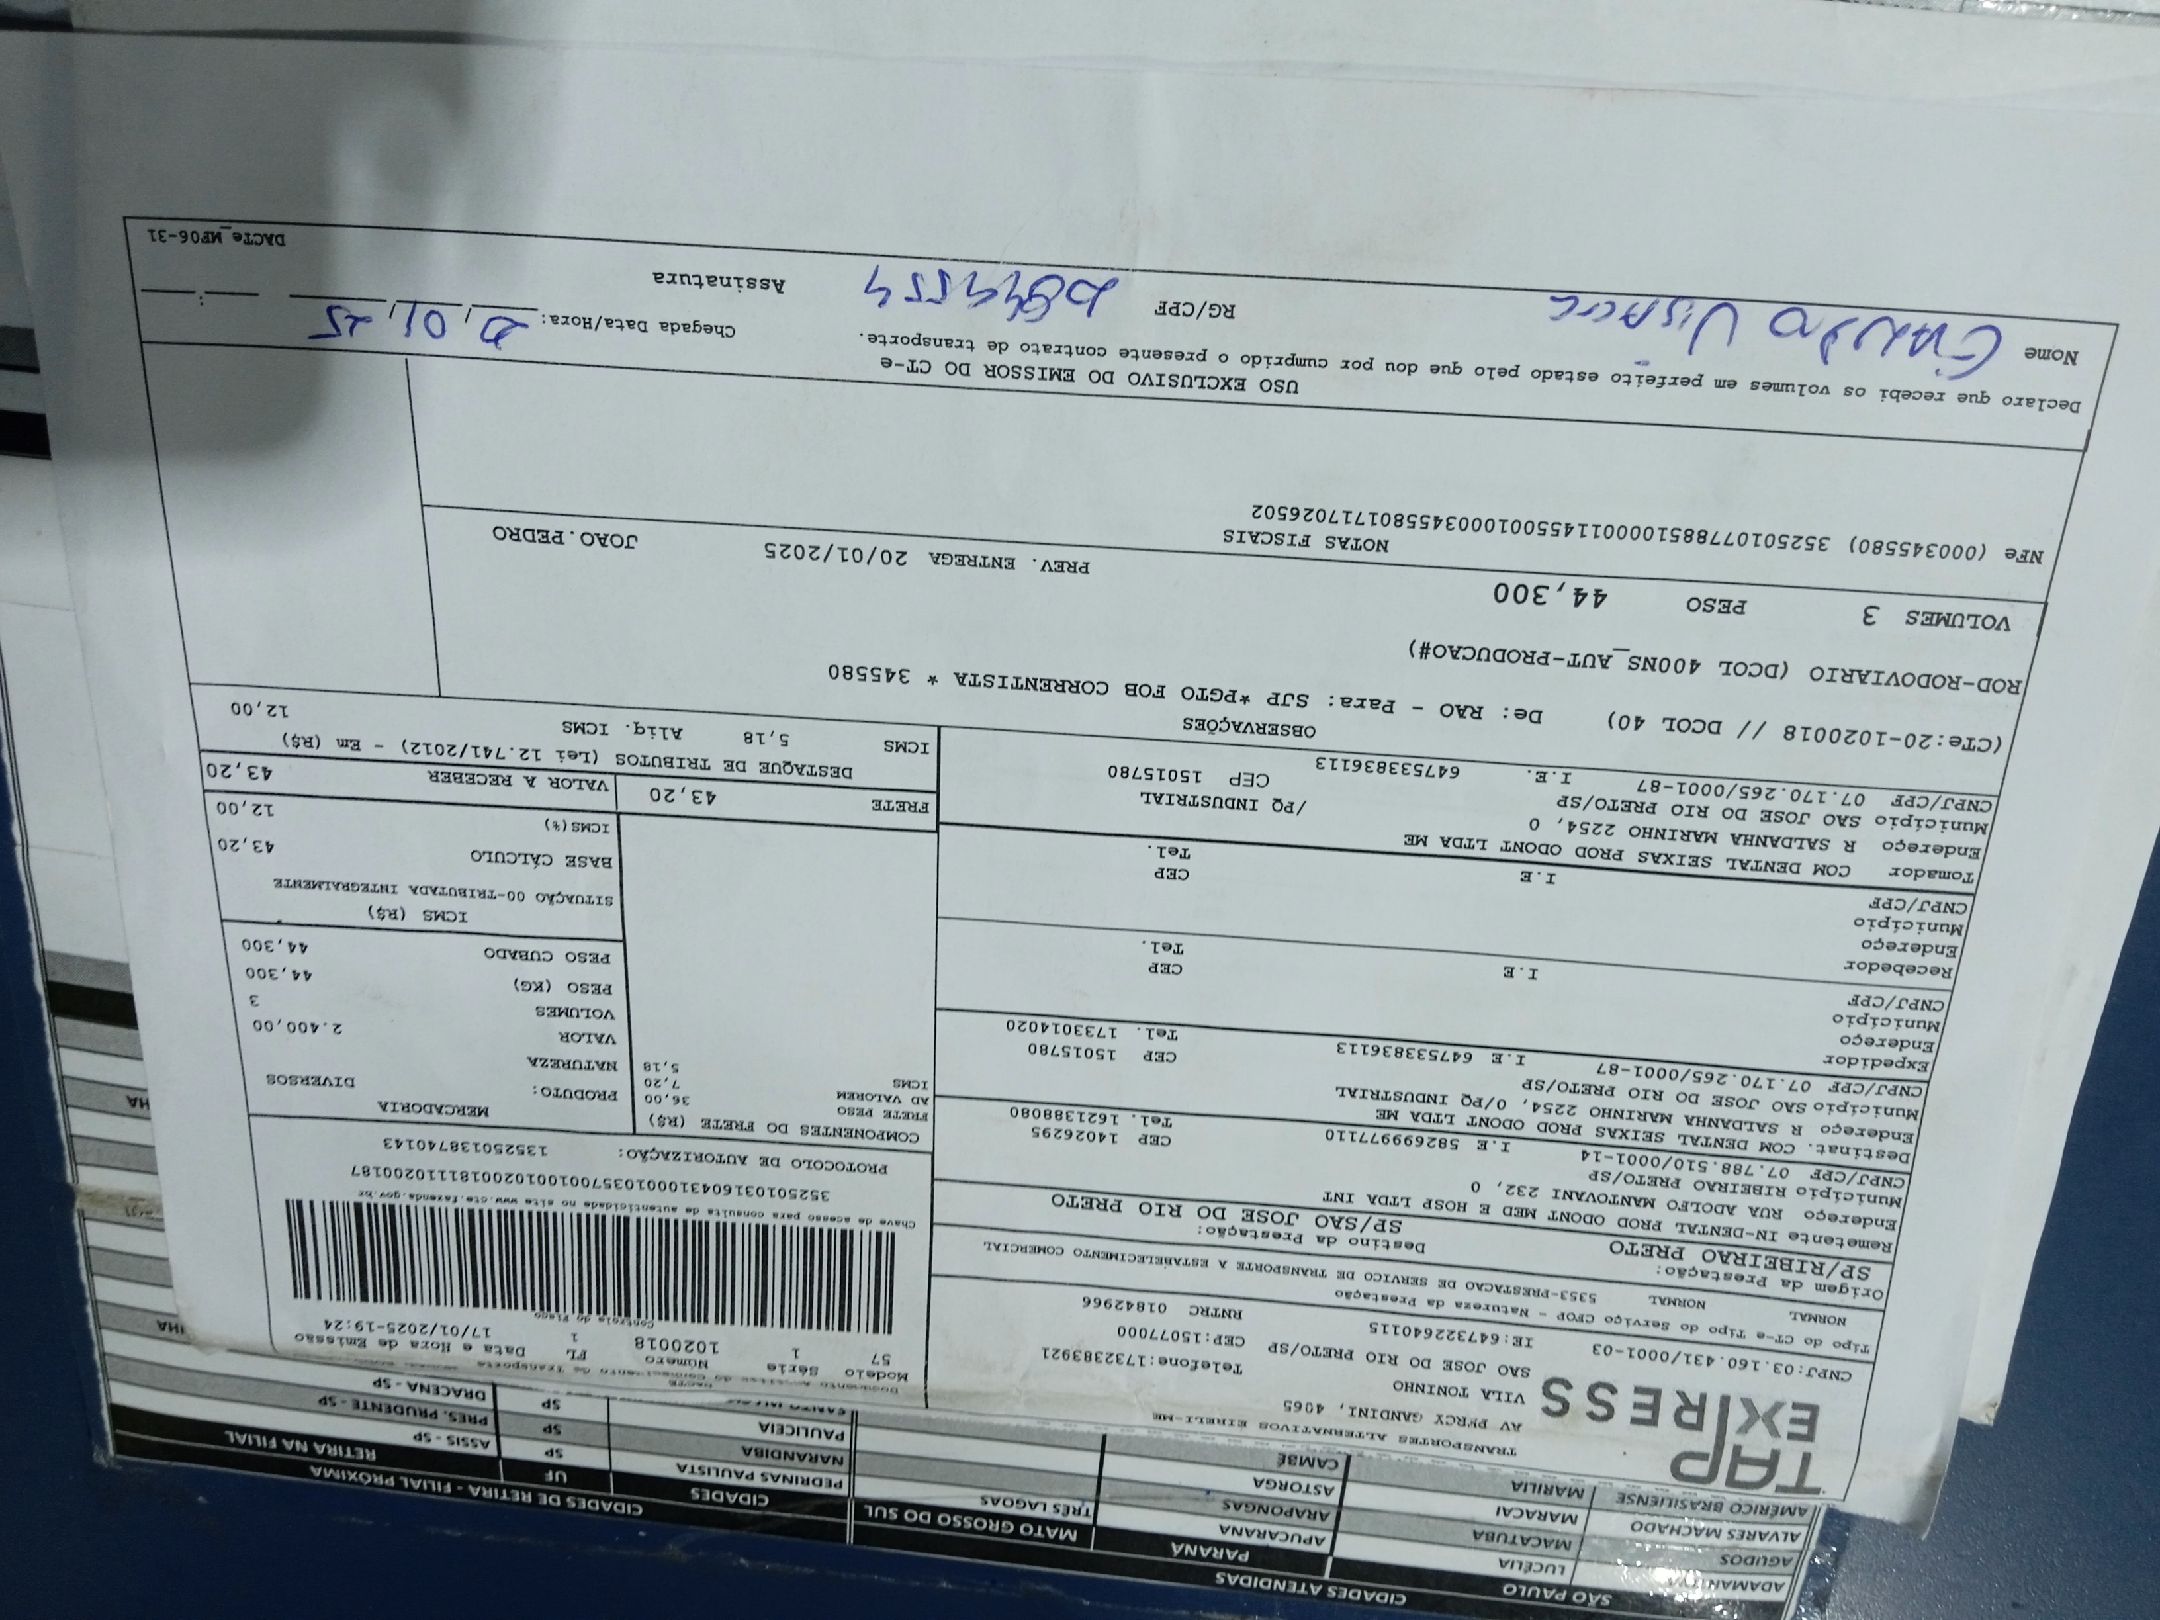 CIDADES ATENDIDAS
CIDADES DE RETIRA - FILIAL PRÓXIMA
SÃO PAULO
PARANÁ
MATO GROSSO DO SUL
CIDADES
UF
RETIRA NA FILIAL
LUCÉLIA
APUCARANA
TRÊS LAGOAS
PEDRINAS PAULISTA
SP
ASSIS - SP
AGUDOS
MACATUBA
ARAPONGAS
NARANDIBA
SP
PRES. PRUDENTE - SP
ALVARES MACHADO
MARACAI
ASTORGA
PAULICEIA
SP
DRACENA - SP
AMÉRICO BRASILIENSE
MARILIA
CAMBÉ
TAP
EXPRESS
TRANSPORTES ALTERNATIVOS EIRELI-ME
AV PERCY GANDINI, 4065
VILA TONINHO
SAO JOSE DO RIO PRETO/SP CEP:15077000
Telefone:1732383921
CNPJ:03.160.431/0001-03 IE:647322640115 RNTRC 01842966
Modelo Série Número FL Data e Hora de Emissão
57 1 1020018 1 17/01/2025-19:24
Controle do Fisco
Chave de acesso para consulta de autenticidade no site www.cte.fazenda.gov.br
35250103160431000103570010010200181110200187
PROTOCOLO DE AUTORIZAÇÃO: 135250138740143
Tipo do CT-e Tipo do Serviço CFOP - Natureza da Prestação
NORMAL NORMAL 5353-PRESTACAO DE SERVICO DE TRANSPORTE A ESTABELECIMENTO COMERCIAL
Origem da Prestação: Destino da Prestação:
SP/RIBEIRAO PRETO SP/SAO JOSE DO RIO PRETO
Remetente IN-DENTAL PROD ODONT MED E HOSP LTDA INT
Endereço RUA ADOLFO MANTOVANI 232, 0
Município RIBEIRAO PRETO/SP CEP 14026295
CNPJ/CPF 07.788.510/0001-14 I.E 582699977110 Tel. 1621388080
Destinat. COM DENTAL SEIXAS PROD ODONT LTDA ME
Endereço R SALDANHA MARINHO 2254, 0/PQ INDUSTRIAL
Município SAO JOSE DO RIO PRETO/SP CEP 15015780
CNPJ/CPF 07.170.265/0001-87 I.E 647533836113 Tel. 1733014020
Expedidor
Endereço
Município CEP
CNPJ/CPF I.E Tel.
Recebedor
Endereço
Município CEP
CNPJ/CPF I.E Tel.
Tomador COM DENTAL SEIXAS PROD ODONT LTDA ME
Endereço R SALDANHA MARINHO 2254, 0 /PQ INDUSTRIAL
Município SAO JOSE DO RIO PRETO/SP CEP 15015780
CNPJ/CPF 07.170.265/0001-87 I.E. 647533836113
COMPONENTES DO FRETE (R$)
FRETE PESO 36,00
AD VALOREM 7,20
ICMS 5,18
MERCADORIA
PRODUTO: DIVERSOS
NATUREZA
VALOR 2.400,00
VOLUMES 3
PESO (KG) 44,300
PESO CUBADO 44,300
ICMS (R$)
SITUAÇÃO 00-TRIBUTADA INTEGRALMENTE
BASE CÁLCULO 43,20
ICMS(%) 12,00
FRETE 43,20 VALOR A RECEBER 43,20
DESTAQUE DE TRIBUTOS (Lei 12.741/2012) - Em (R$)
ICMS 5,18 Aliq. ICMS 12,00
OBSERVAÇÕES
(CTe:20-1020018 // DCOL 40) De: RAO - Para: SJP *PGTO FOB CORRENTISTA * 345580
ROD-RODOVIARIO (DCOL 400NS_AUT-PRODUCAO#)
VOLUMES 3 PESO 44,300 PREV. ENTREGA 20/01/2025 JOAO.PEDRO
NOTAS FISCAIS
NFe (000345580) 35250107788510000114550010003455801717026502
USO EXCLUSIVO DO EMISSOR DO CT-e
Declaro que recebi os volumes em perfeito estado pelo que dou por cumprido o presente contrato de transporte.
Chegada Data/Hora: 01, 25
Nome RG/CPF Assinatura
DACTe_MF06-31